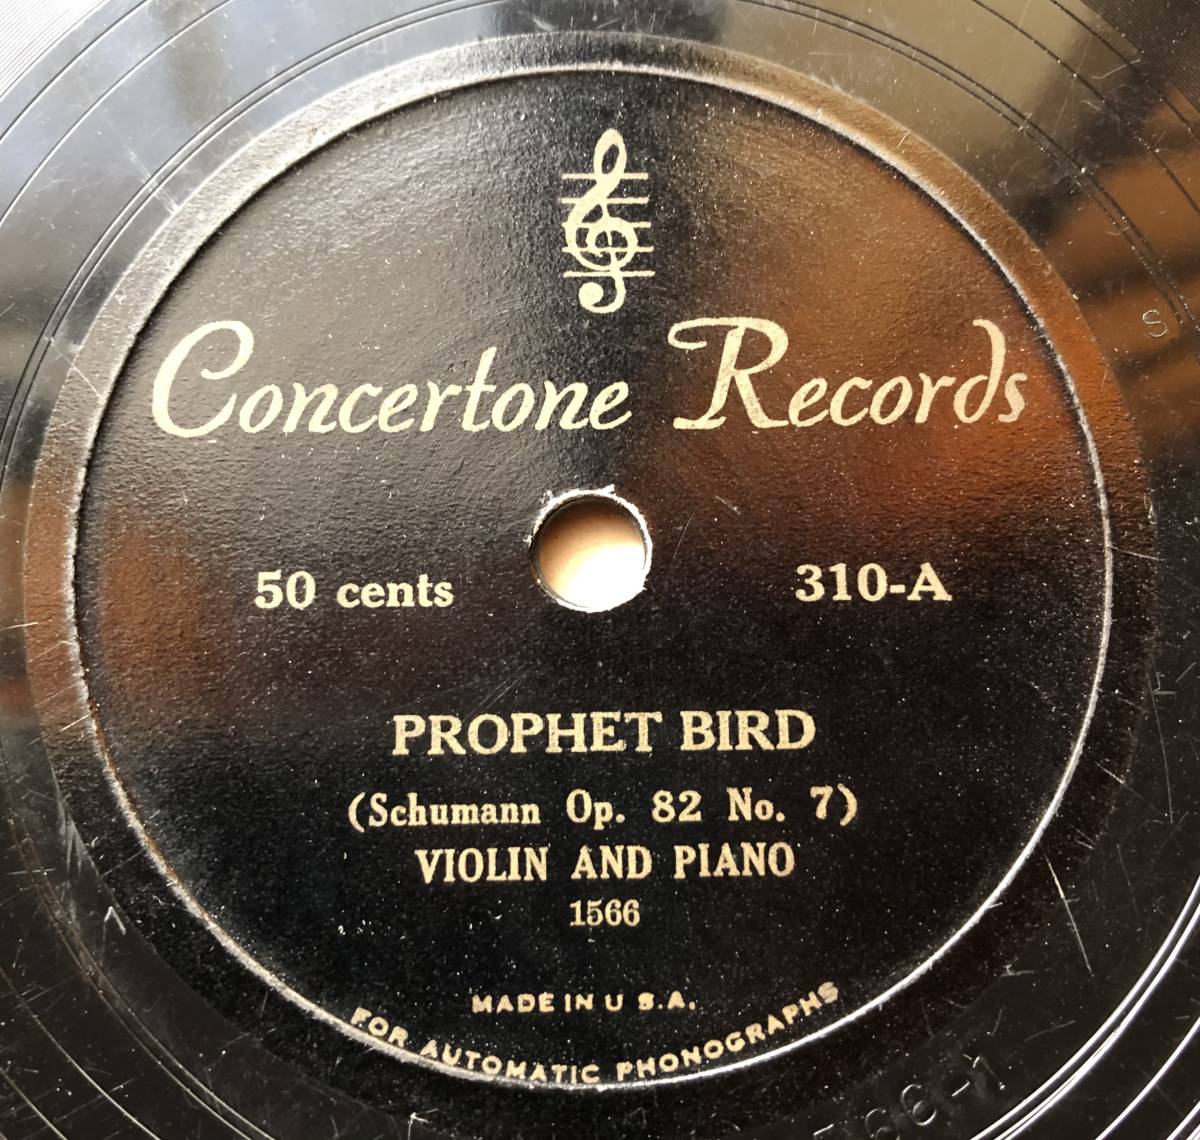 Concertone Records
50 cents 310-A
PROPHET BIRD
(Schumann Op. 82 No. 7)
VIOLIN AND PIANO
1566
MADE IN U S.A.
FOR AUTOMATIC PHONOGRAPHS
S